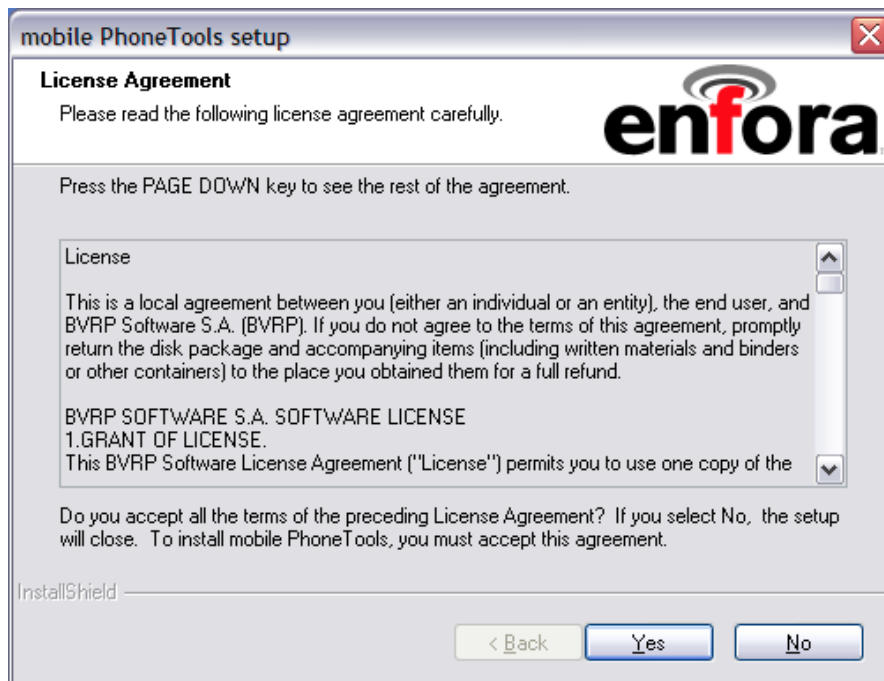 mobile PhoneTools setup
License Agreement
Please read the following license agreement carefully.
enfora
Press the PAGE DOWN key to see the rest of the agreement.
License
This is a local agreement between you (either an individual or an entity), the end user, and
BVRP Software S.A. (BVRP). If you do not agree to the terms of this agreement, promptly
return the disk package and accompanying items (including written materials and binders
or other containers) to the place you obtained them for a full refund.
BVRP SOFTWARE S.A. SOFTWARE LICENSE
1.GRANT OF LICENSE.
This BVRP Software License Agreement ("License") permits you to use one copy of the
Do you accept all the terms of the preceding License Agreement?  If you select No,  the setup
will close.  To install mobile PhoneTools, you must accept this agreement.
InstallShield
< Back
Yes
No